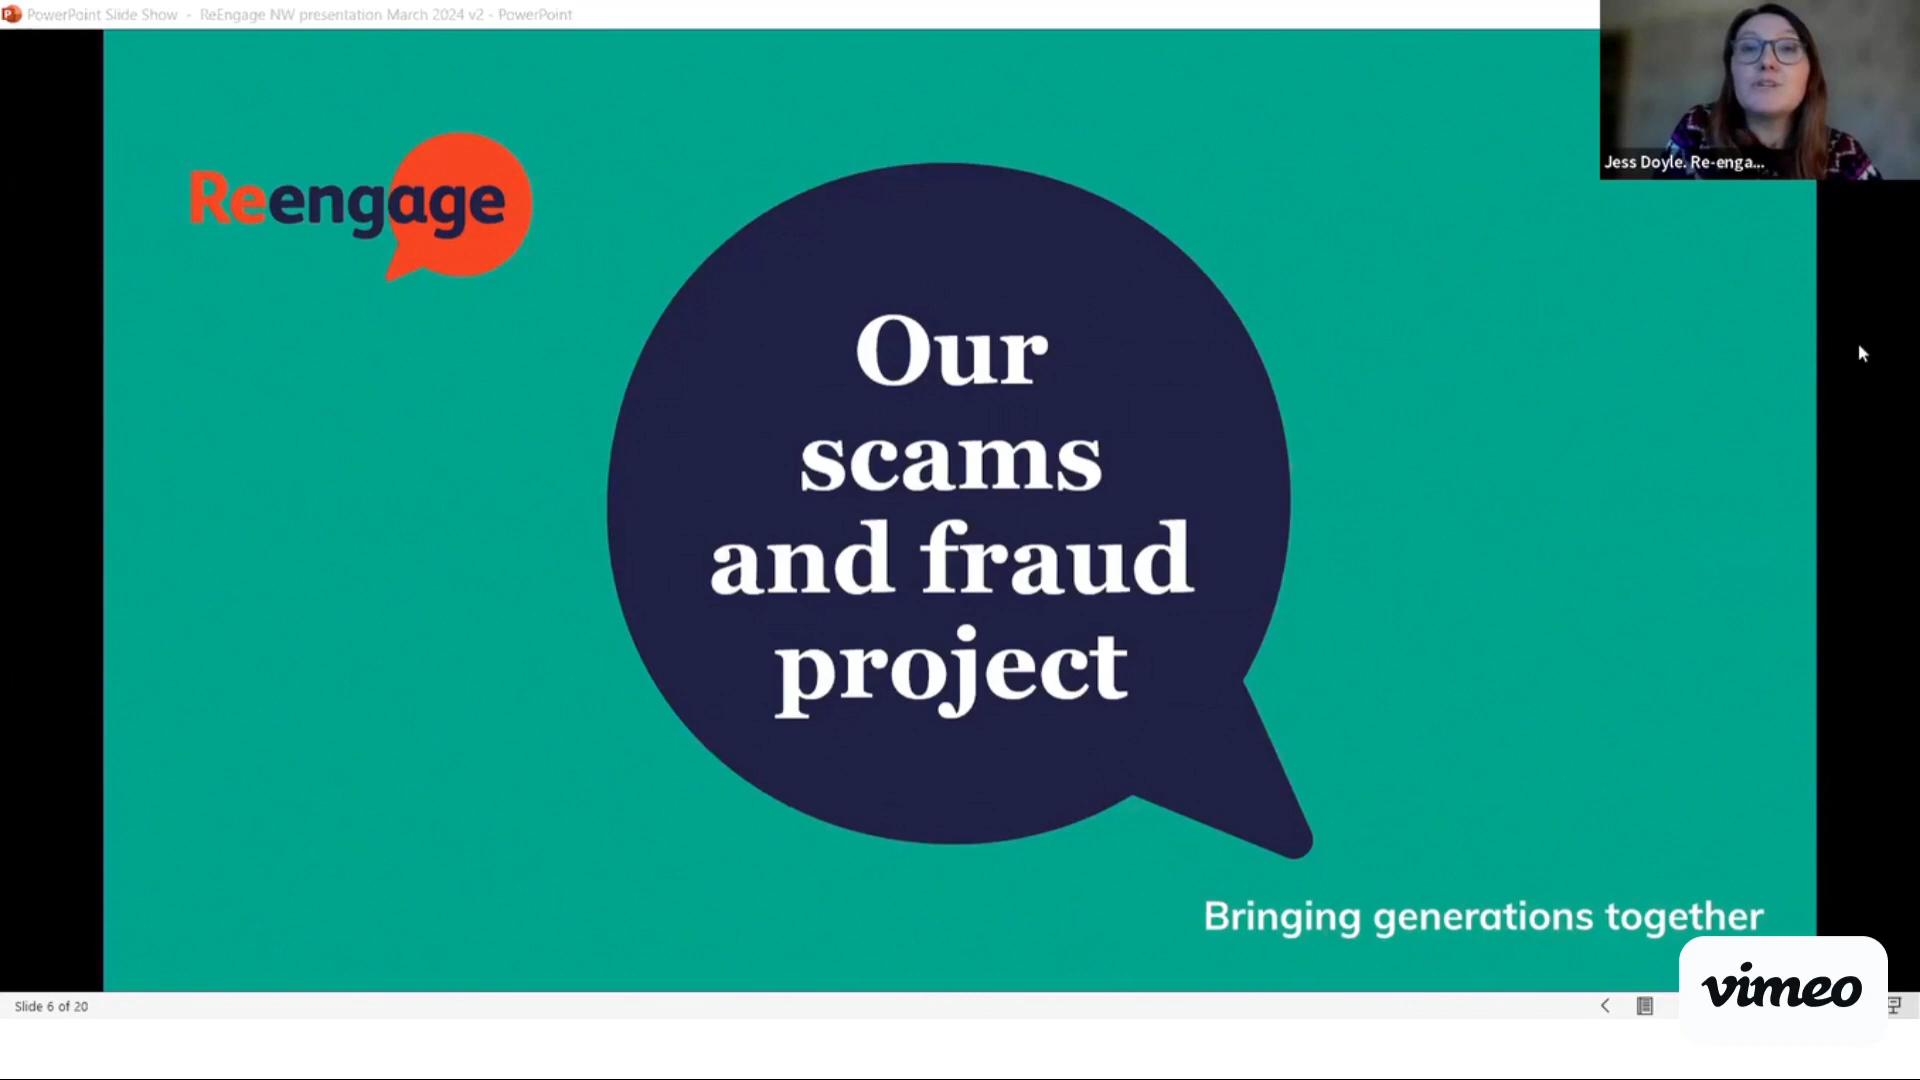 PowerPoint Slide Show - ReEngage NW presentation March 2024 v2 - PowerPoint
Jess Doyle. Re-enga...
Reengage
Our
scams
and fraud
project
Bringing generations together
vimeo
Slide 6 of 20